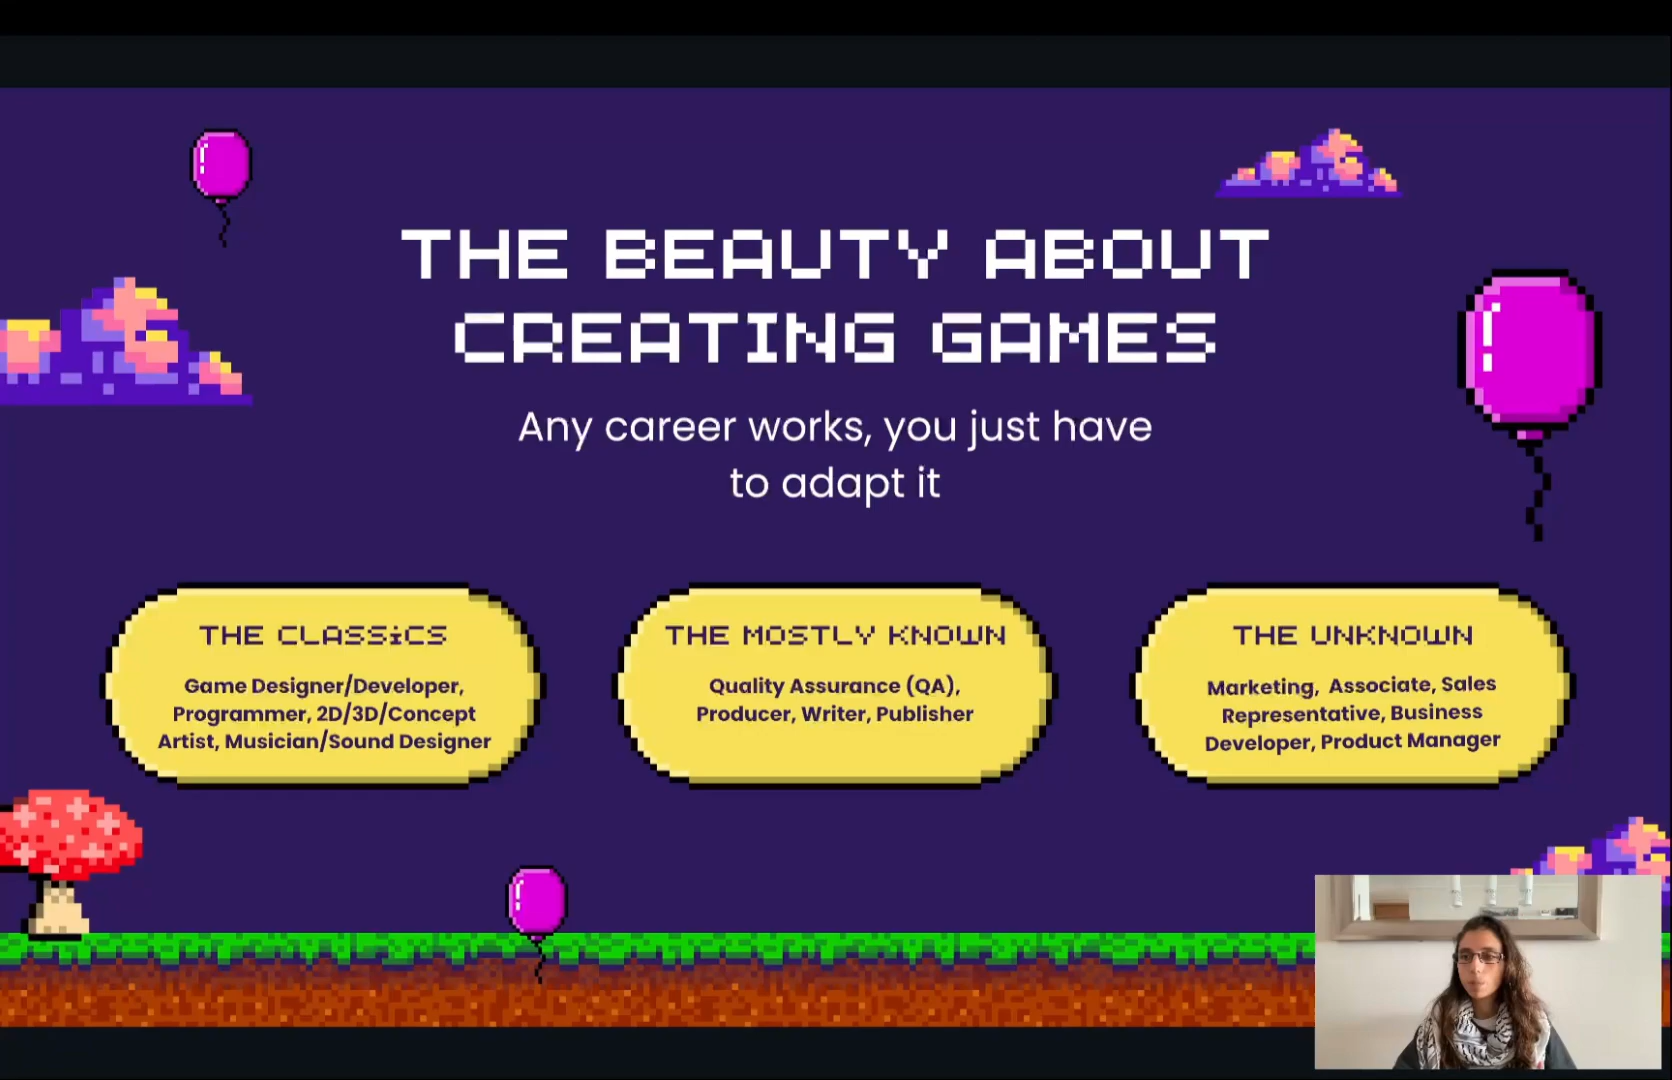 THE BEAUTY ABOUT
CREATING GAMES
Any career works, you just have
to adapt it
THE CLASSiCS
Game Designer/Developer,
Programmer, 2D/3D/Concept
Artist, Musician/Sound Designer
THE MOSTLY KNOWN
Quality Assurance (QA),
Producer, Writer, Publisher
THE UNKNOWN
Marketing, Associate, Sales
Representative, Business
Developer, Product Manager